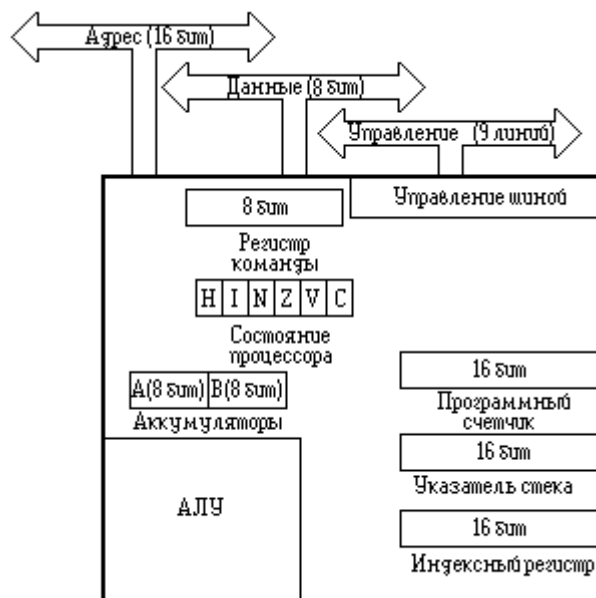 Адрес (16 бит)
Данные (8 бит)
Управление (9 линий)
8 бит
Управление шиной
Регистр
команды
H I N Z V C
Состояние
процессора
A(8 бит) B(8 бит)
Аккумуляторы
16 бит
Программный
счетчик
16 бит
Указатель стека
16 бит
Индексный регистр
АЛУ